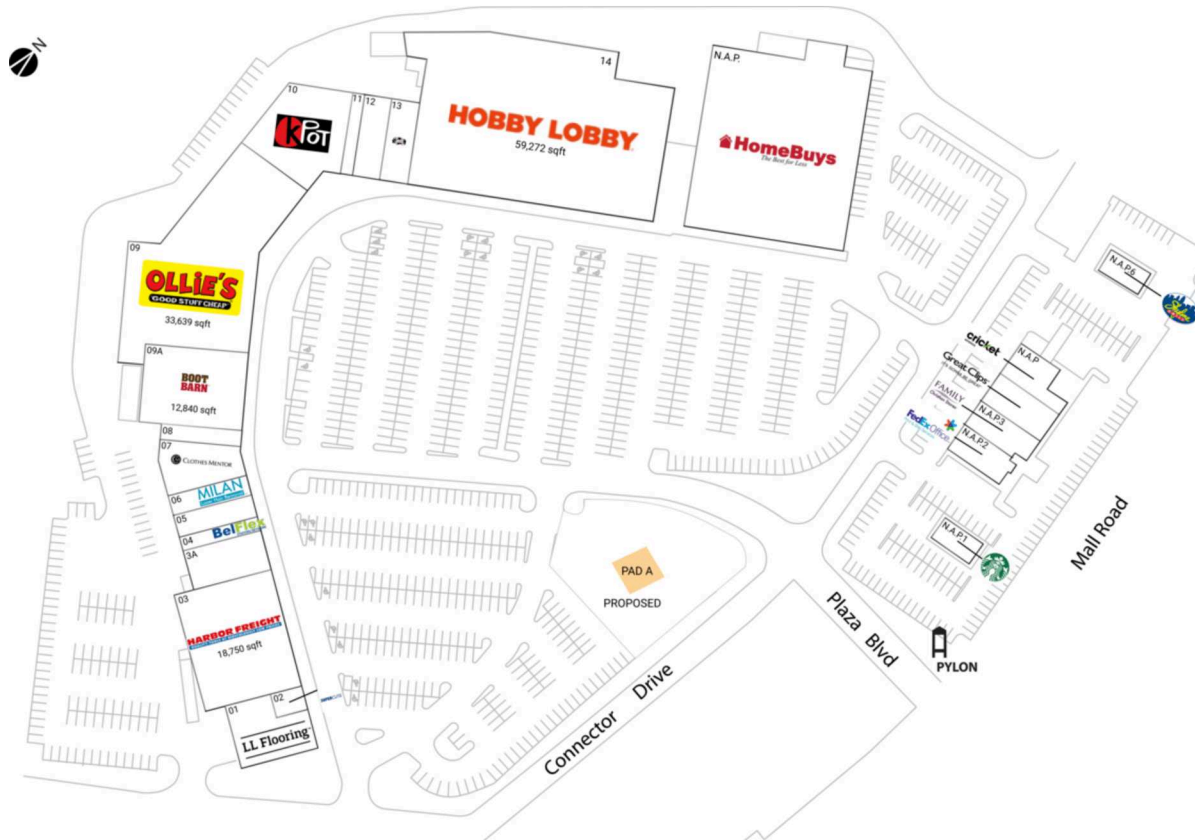 N
14
HOBBY LOBBY
59,272 sqft
N.A.P.
HomeBuys
The Best for Less
10
KPOT
11
12
13
09
OLLIE'S
GOOD STUFF CHEAP
33,639 sqft
09A
BOOT
BARN
12,840 sqft
08
07
CLOTHES MENTOR
06
MILAN
05
04
BelFlex
3A
03
HARBOR FREIGHT
18,750 sqft
02
01
LL Flooring
PAD A
PROPOSED
N.A.P.6
cricket
N.A.P
Great Clips
FAMILY
N.A.P.3
FedEx Office
N.A.P.2
N.A.P.1
Mall Road
Plaza Blvd
PYLON
Connector Drive